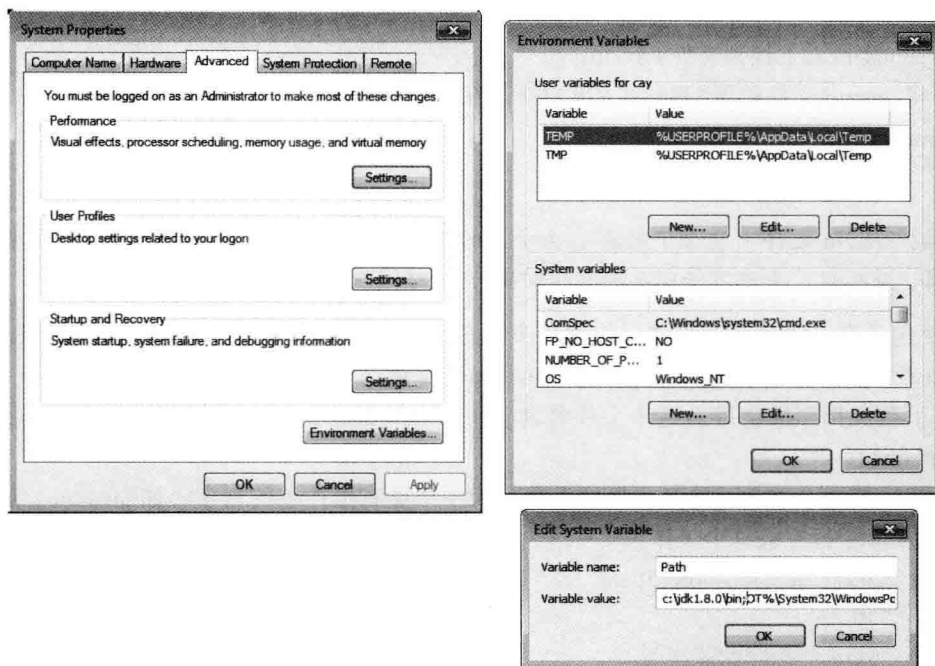 System Properties
Computer Name Hardware Advanced System Protection Remote
You must be logged on as an Administrator to make most of these changes.
Performance
Visual effects, processor scheduling, memory usage, and virtual memory
Settings...
User Profiles
Desktop settings related to your logon
Settings...
Startup and Recovery
System startup, system failure, and debugging information
Settings...
Environment Variables...
OK Cancel Apply
Environment Variables
User variables for cay
Variable Value
TEMP %USERPROFILE%\AppData\Local\Temp
TMP %USERPROFILE%\AppData\Local\Temp
New... Edit... Delete
System variables
Variable Value
ComSpec C:\Windows\system32\cmd.exe
FP_NO_HOST_C... NO
NUMBER_OF_P... 1
OS Windows_NT
New... Edit... Delete
OK Cancel
Edit System Variable
Variable name: Path
Variable value: c:\jdk1.8.0\bin;OT%\System32\WindowsPo
OK Cancel